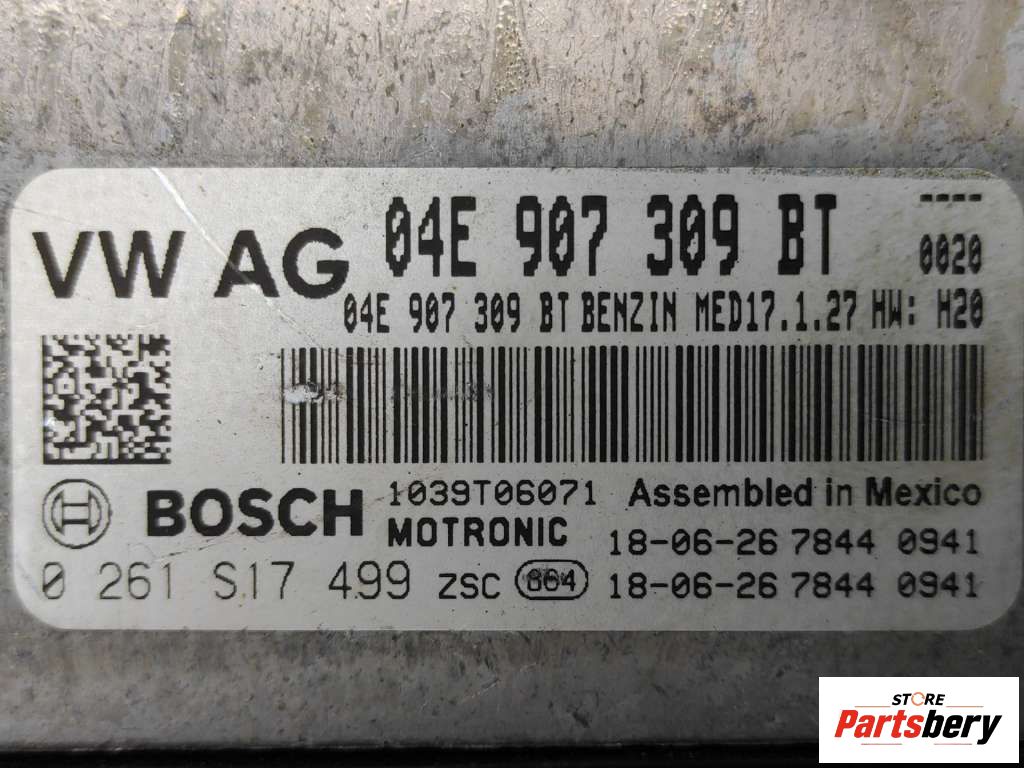 VW AG 04E 907 309 BT ----
0020
04E 907 309 BT BENZIN MED17.1.27 HW: H20
BOSCH 1039T06071 Assembled in Mexico
MOTRONIC 18-06-26 7844 0941
0 261 S17 499 ZSC 864 18-06-26 7844 0941
STORE
Partsbery